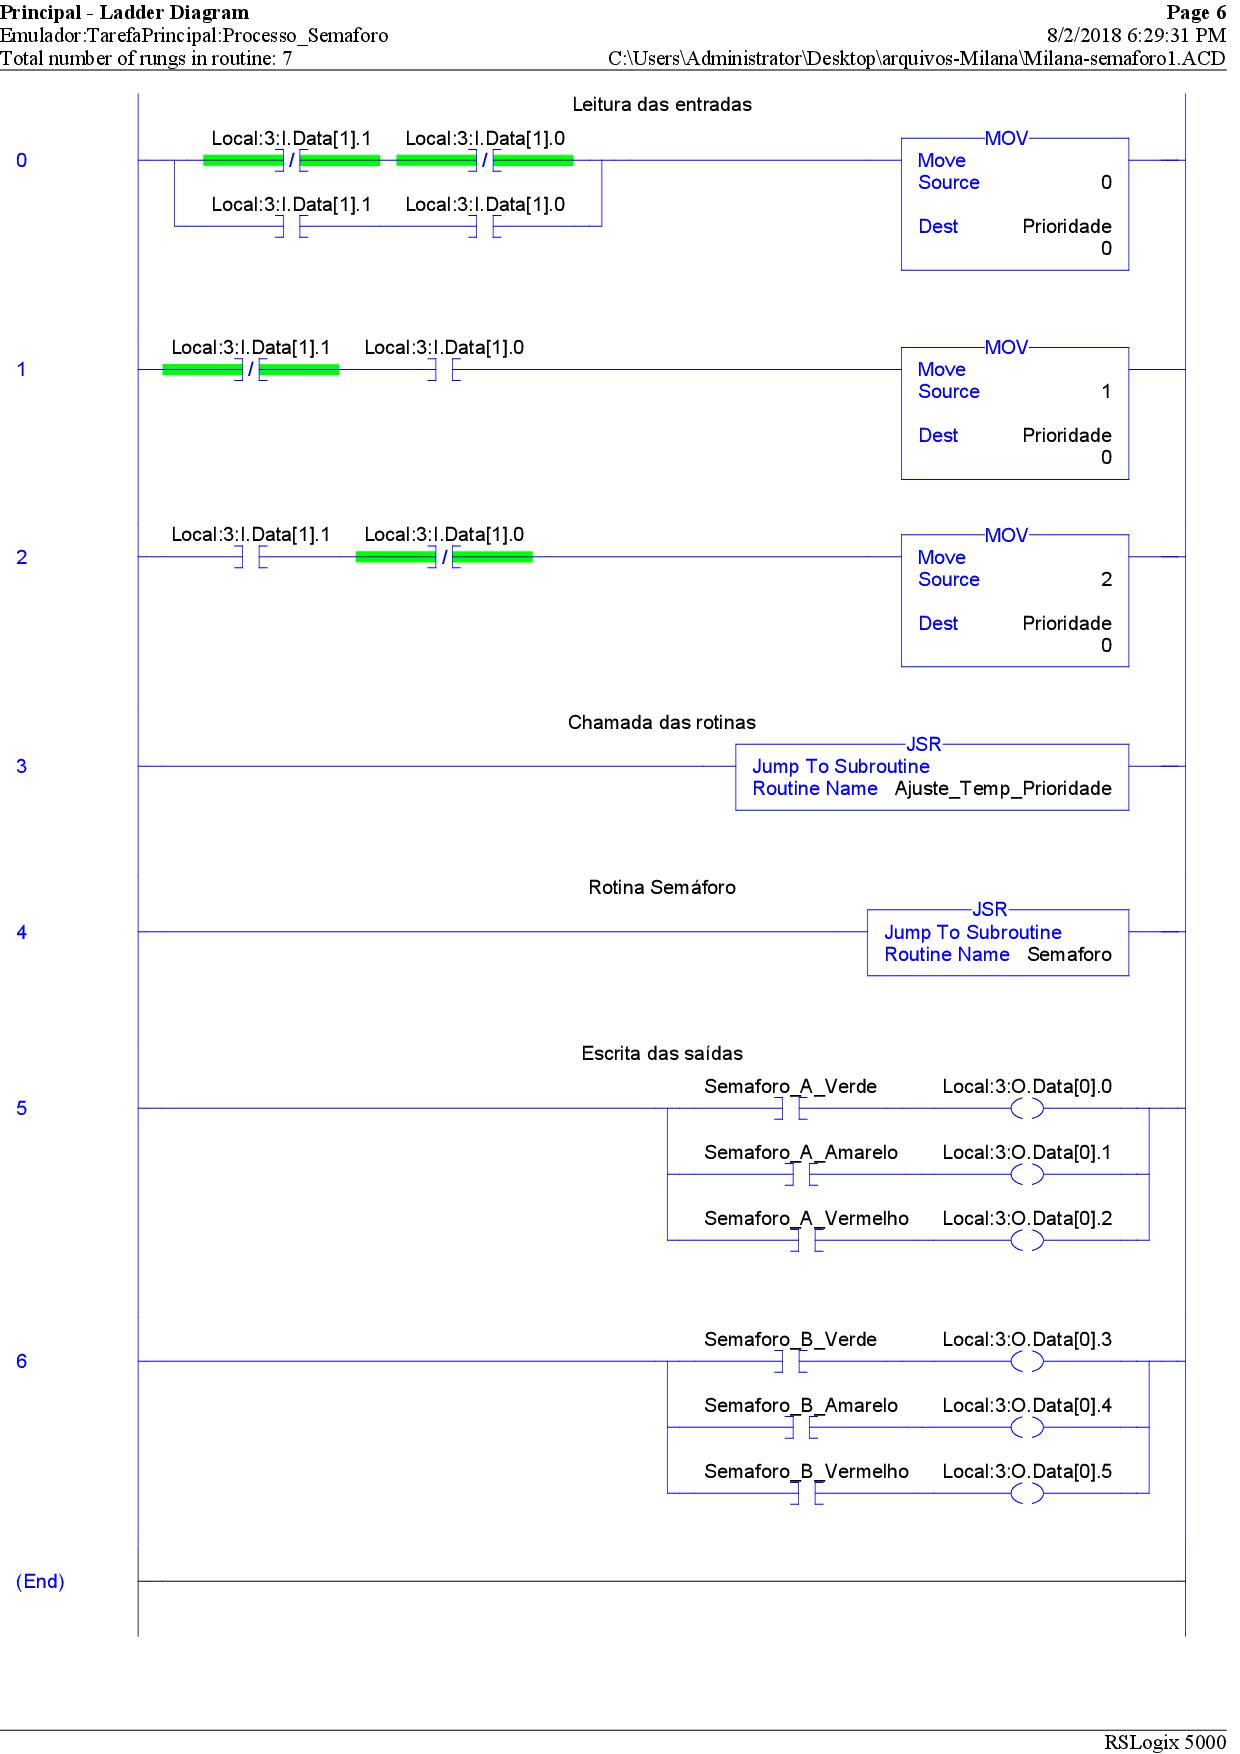 Principal - Ladder Diagram
Page 6
Emulador:TarefaPrincipal:Processo_Semaforo
8/2/2018 6:29:31 PM
Total number of rungs in routine: 7
C:\Users\Administrator\Desktop\arquivos-Milana\Milana-semaforo1.ACD
Leitura das entradas
0
Local:3:I.Data[1].1
Local:3:I.Data[1].0
MOV
/
/
Move
Source 0
Local:3:I.Data[1].1
Local:3:I.Data[1].0
Dest Prioridade
0
1
Local:3:I.Data[1].1
Local:3:I.Data[1].0
MOV
/
Move
Source 1
Dest Prioridade
0
2
Local:3:I.Data[1].1
Local:3:I.Data[1].0
MOV
/
Move
Source 2
Dest Prioridade
0
Chamada das rotinas
3
JSR
Jump To Subroutine
Routine Name Ajuste_Temp_Prioridade
Rotina Semáforo
4
JSR
Jump To Subroutine
Routine Name Semaforo
Escrita das saídas
5
Semaforo_A_Verde
Local:3:O.Data[0].0
Semaforo_A_Amarelo
Local:3:O.Data[0].1
Semaforo_A_Vermelho
Local:3:O.Data[0].2
6
Semaforo_B_Verde
Local:3:O.Data[0].3
Semaforo_B_Amarelo
Local:3:O.Data[0].4
Semaforo_B_Vermelho
Local:3:O.Data[0].5
(End)
RSLogix 5000